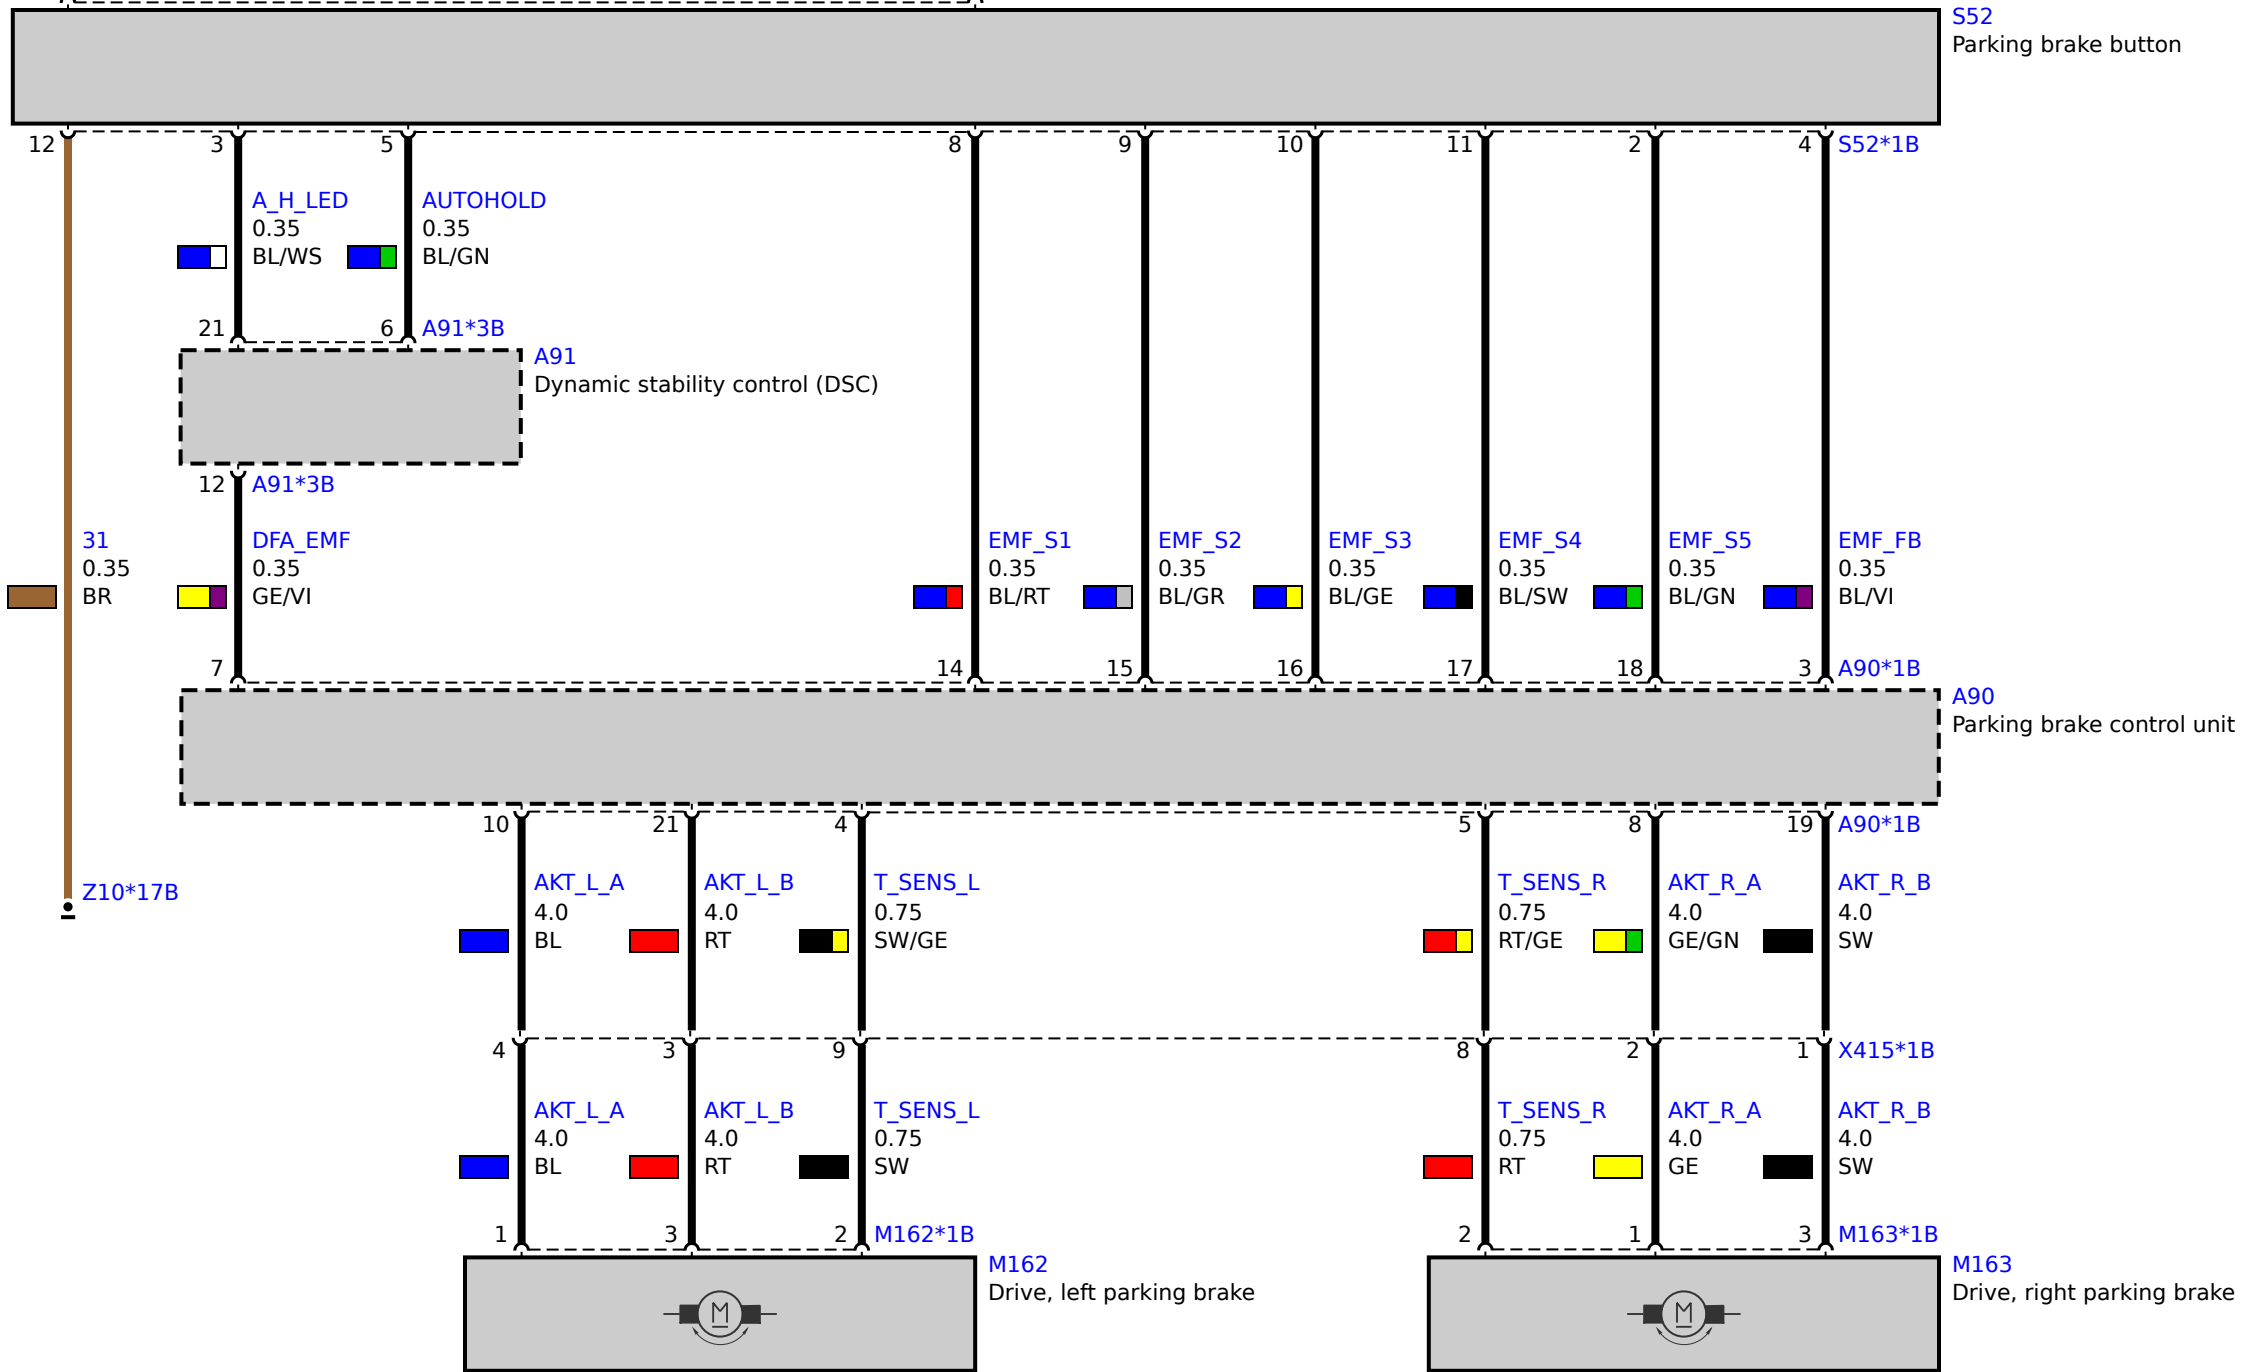 S52
Parking brake button
12 3 5 8 9 10 11 2 4 S52*1B
A_H_LED AUTOHOLD
0.35 0.35
BL/WS BL/GN
21 6 A91*3B
A91
Dynamic stability control (DSC)
12 A91*3B
31 DFA_EMF EMF_S1 EMF_S2 EMF_S3 EMF_S4 EMF_S5 EMF_FB
0.35 0.35 0.35 0.35 0.35 0.35 0.35 0.35
BR GE/VI BL/RT BL/GR BL/GE BL/SW BL/GN BL/VI
7 14 15 16 17 18 3 A90*1B
A90
Parking brake control unit
10 21 4 5 8 19 A90*1B
Z10*17B AKT_L_A AKT_L_B T_SENS_L T_SENS_R AKT_R_A AKT_R_B
4.0 4.0 0.75 0.75 4.0 4.0
BL RT SW/GE RT/GE GE/GN SW
4 3 9 8 2 1 X415*1B
AKT_L_A AKT_L_B T_SENS_L T_SENS_R AKT_R_A AKT_R_B
4.0 4.0 0.75 0.75 4.0 4.0
BL RT SW RT GE SW
1 3 2 M162*1B 2 1 3 M163*1B
M162 M163
Drive, left parking brake Drive, right parking brake
M M